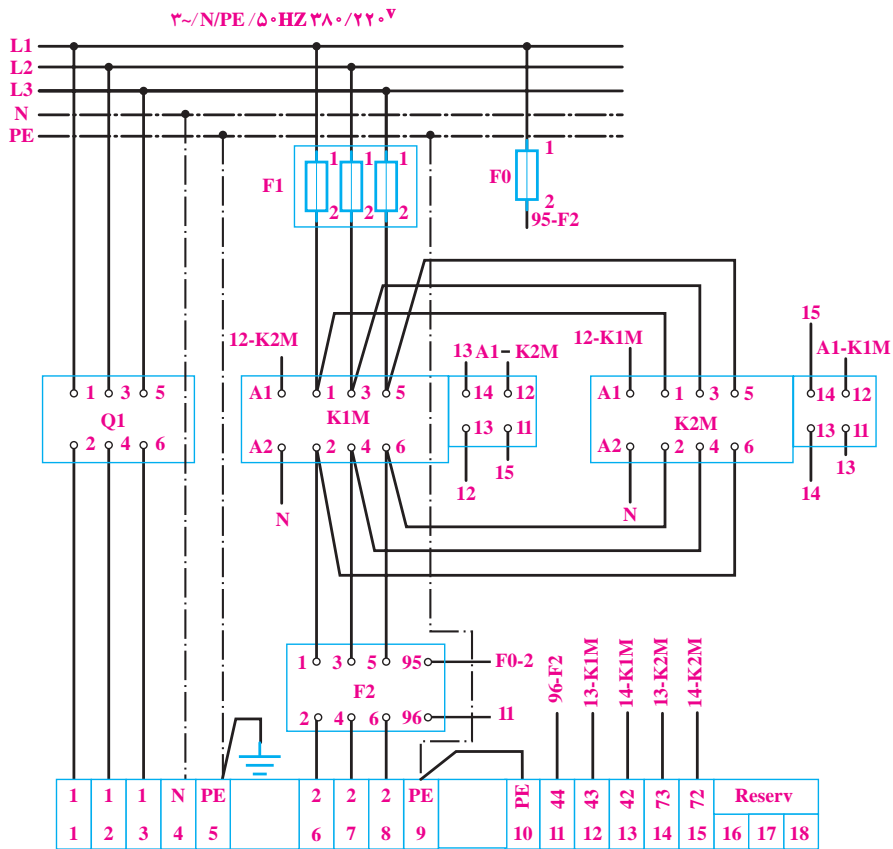 ۳~/N/PE/۵۰HZ ۳۸۰/۲۲۰v
L1
L2
L3
N
PE
F1
1 1 1
2 2 2
F0
1
2
95-F2
12-K2M
13 A1- K2M
12-K1M
15
A1-K1M
1 3 5
Q1
2 4 6
A1 1 3 5
K1M
A2 2 4 6
14 12
13 11
A1 1 3 5
K2M
A2 2 4 6
14 12
13 11
N
12
15
N
14
13
1 3 5 95
F2
2 4 6 96
F0-2
11
96-F2
13-K1M
14-K1M
13-K2M
14-K2M
1 1 1 N PE 2 2 2 PE PE 44 43 42 73 72 Reserv
1 2 3 4 5 6 7 8 9 10 11 12 13 14 15 16 17 18